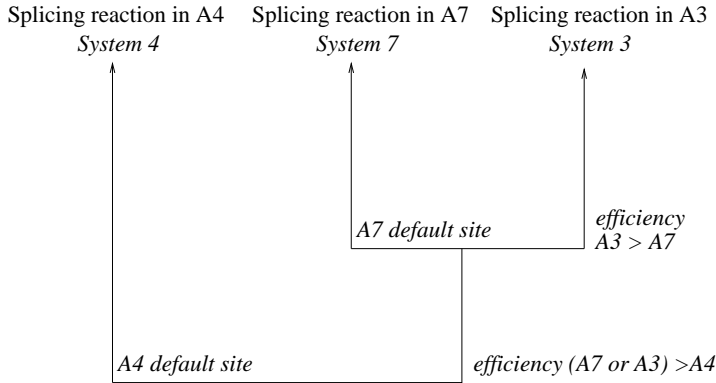 Splicing reaction in A4 Splicing reaction in A7 Splicing reaction in A3
System 4 System 7 System 3
A7 default site
efficiency
A3 > A7
A4 default site
efficiency (A7 or A3) >A4